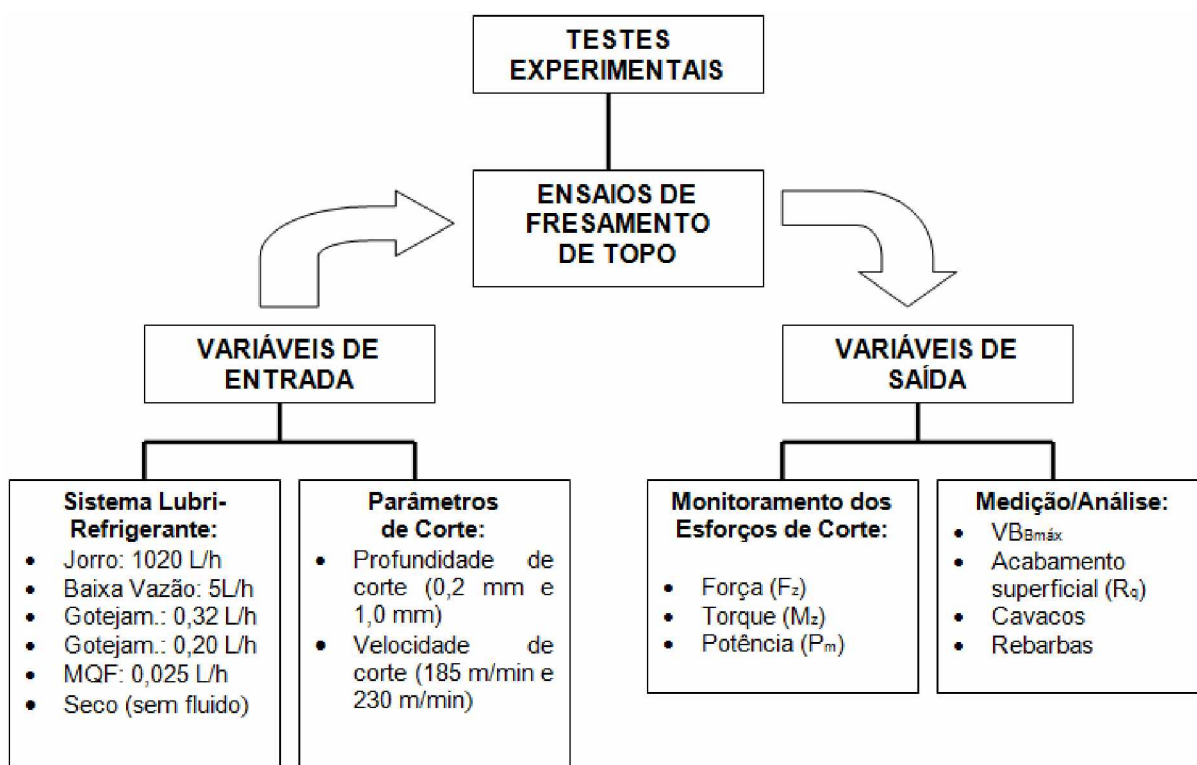 TESTES
EXPERIMENTAIS
ENSAIOS DE
FRESAMENTO
DE TOPO
VARIÁVEIS DE
ENTRADA
VARIÁVEIS DE
SAÍDA
Sistema Lubri-
Refrigerante:
• Jorro: 1020 L/h
• Baixa Vazão: 5L/h
• Gotejam.: 0,32 L/h
• Gotejam.: 0,20 L/h
• MQF: 0,025 L/h
• Seco (sem fluido)
Parâmetros
de Corte:
• Profundidade de
corte (0,2 mm e
1,0 mm)
• Velocidade de
corte (185 m/min e
230 m/min)
Monitoramento dos
Esforços de Corte:
• Força (Fz)
• Torque (Mz)
• Potência (Pm)
Medição/Análise:
• VBBmáx
• Acabamento
superficial (Rq)
• Cavacos
• Rebarbas